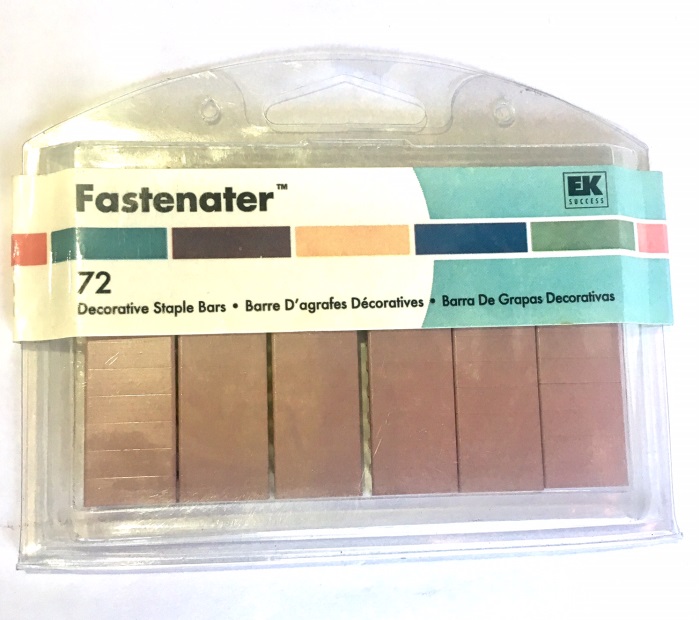 Fastenater™
EK
SUCCESS
72
Decorative Staple Bars • Barre D'agrafes Décoratives • Barra De Grapas Decorativas